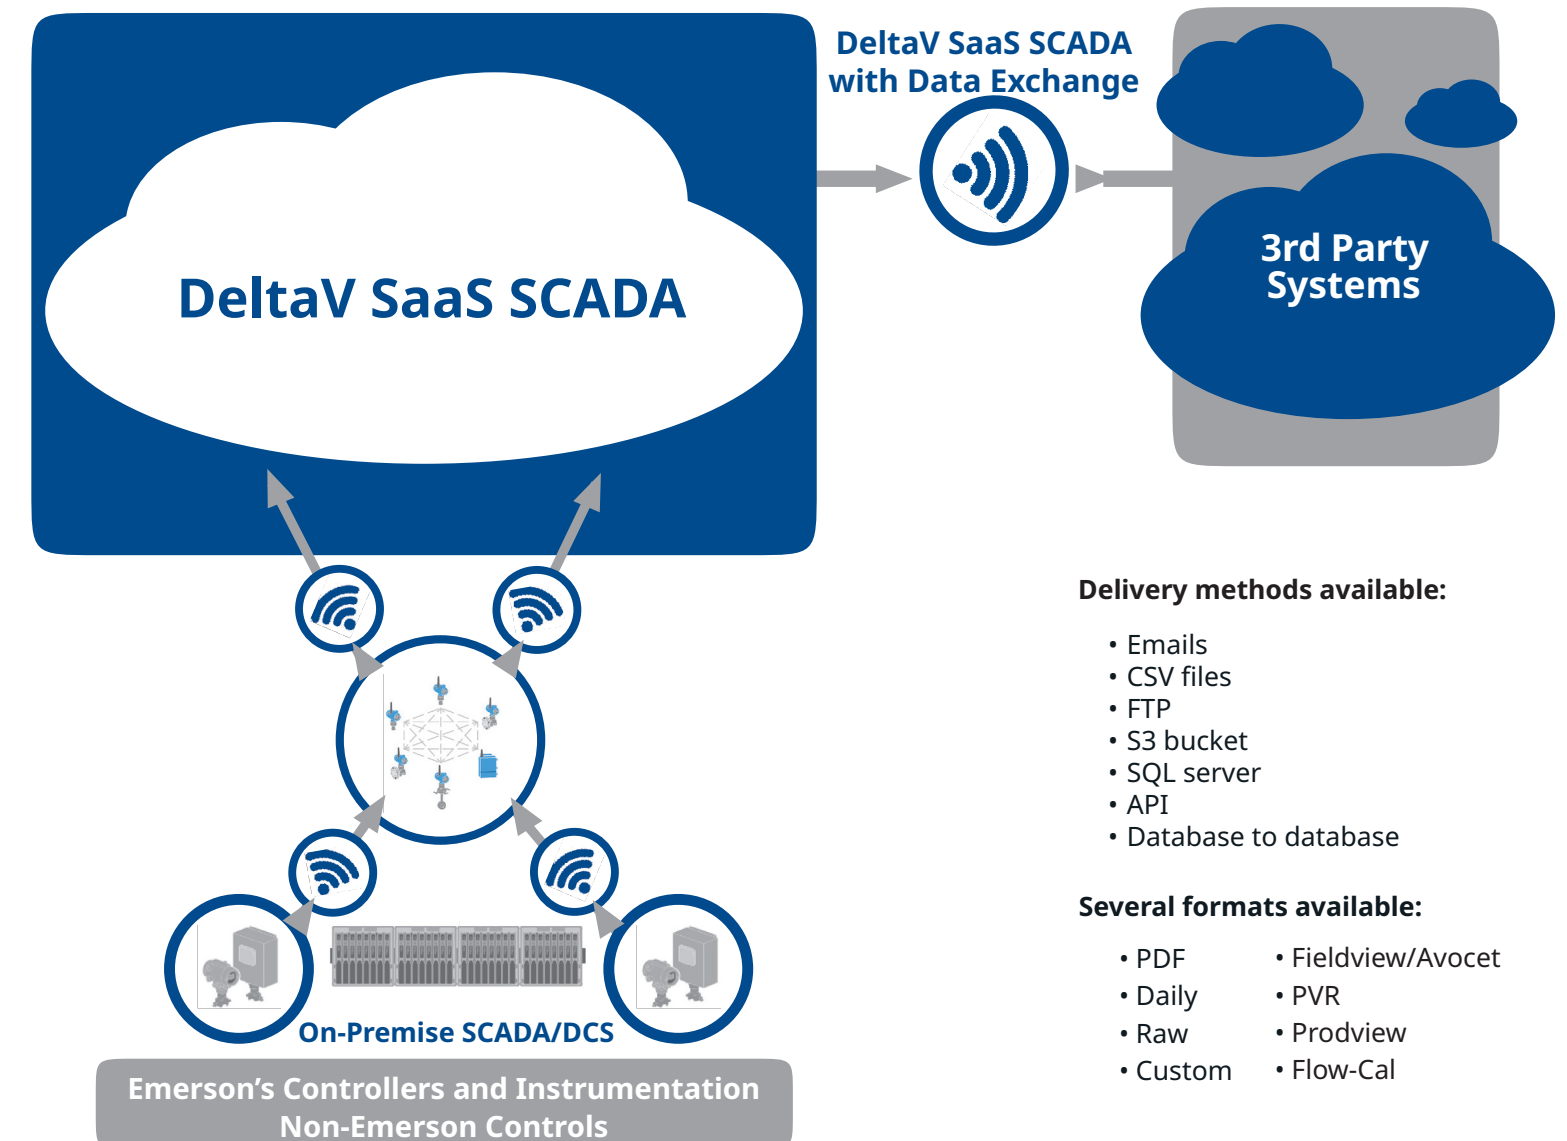 DeltaV SaaS SCADA
with Data Exchange
DeltaV SaaS SCADA
3rd Party
Systems
Delivery methods available:
• Emails
• CSV files
• FTP
• S3 bucket
• SQL server
• API
• Database to database
Several formats available:
• PDF
• Daily
• Raw
• Custom
• Fieldview/Avocet
• PVR
• Prodview
• Flow-Cal
On-Premise SCADA/DCS
Emerson’s Controllers and Instrumentation
Non-Emerson Controls